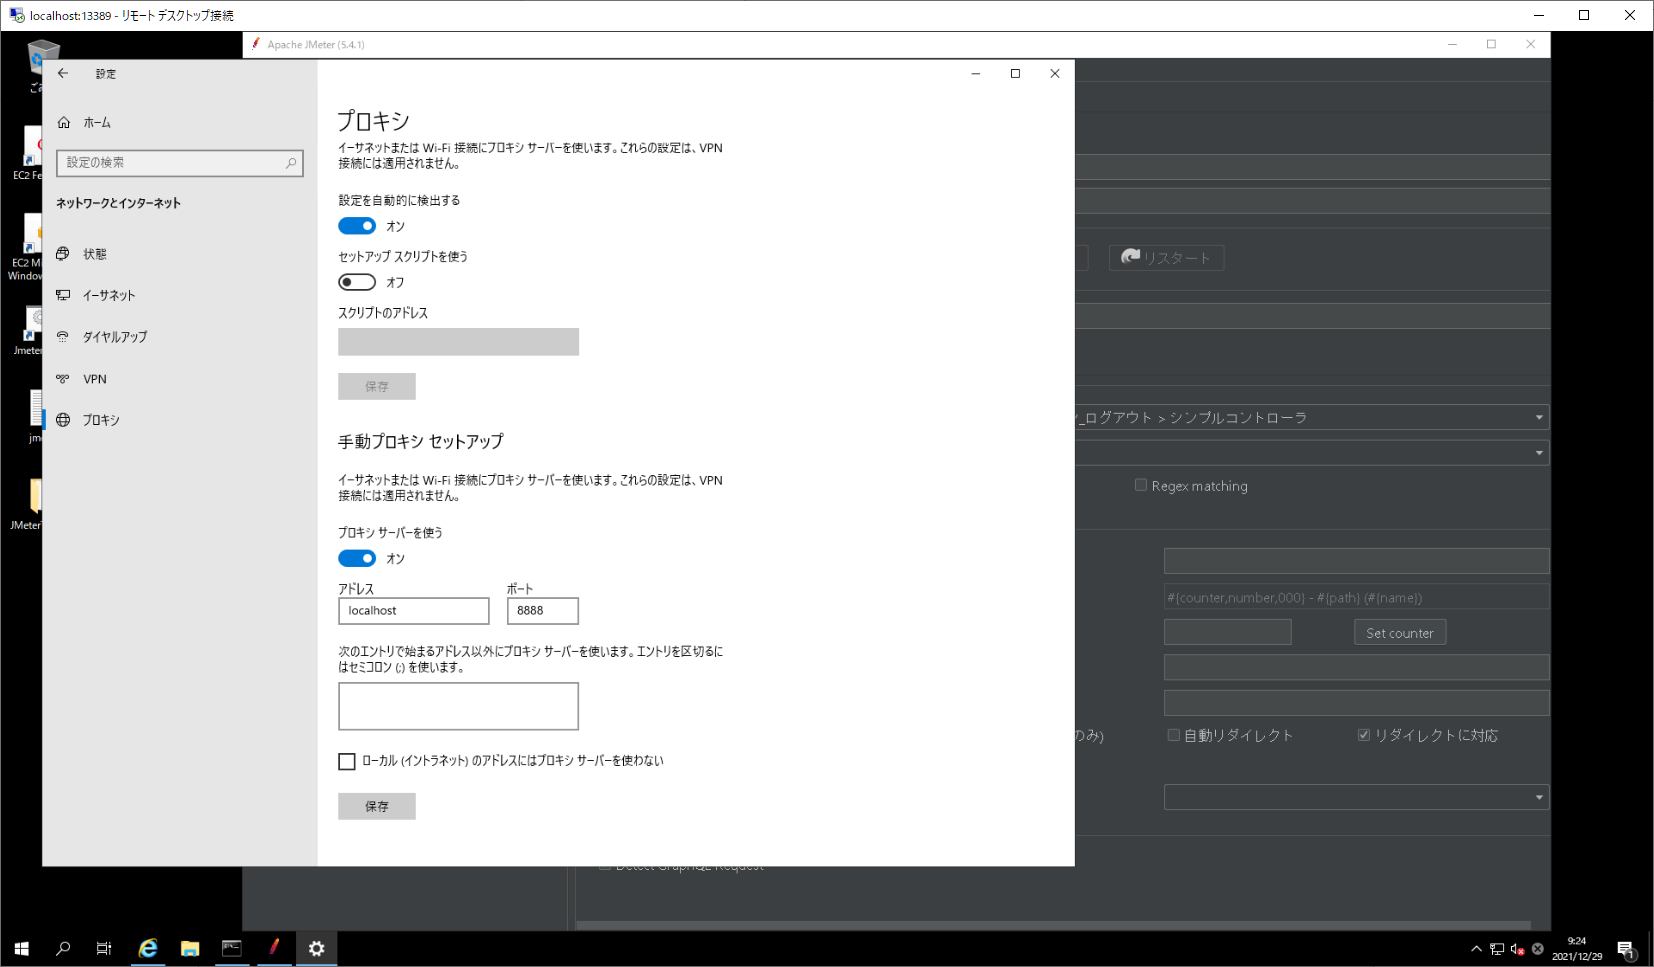 localhost:13389 - リモート デスクトップ接続
Apache JMeter (5.4.1)
設定
ホーム
設定の検索
ネットワークとインターネット
状態
イーサネット
ダイヤルアップ
VPN
プロキシ
プロキシ
イーサネットまたは Wi-Fi 接続にプロキシ サーバーを使います。これらの設定は、VPN
接続には適用されません。
設定を自動的に検出する
オン
セットアップ スクリプトを使う
オフ
スクリプトのアドレス
保存
手動プロキシ セットアップ
イーサネットまたは Wi-Fi 接続にプロキシ サーバーを使います。これらの設定は、VPN
接続には適用されません。
プロキシ サーバーを使う
オン
アドレス ポート
localhost 8888
次のエントリで始まるアドレス以外にプロキシ サーバーを使います。エントリを区切るに
はセミコロン (;) を使います。
ローカル (イントラネット) のアドレスにはプロキシ サーバーを使わない
保存
EC2 Fe
EC2 Mi
Window
Jmeter
jm
JMeter
リスタート
_ログアウト > シンプルコントローラ
Regex matching
#{counter,number,000} - #{path} (#{name})
Set counter
のみ)
自動リダイレクト
リダイレクトに対応
Detect GraphQL Request
9:24
2021/12/29
1